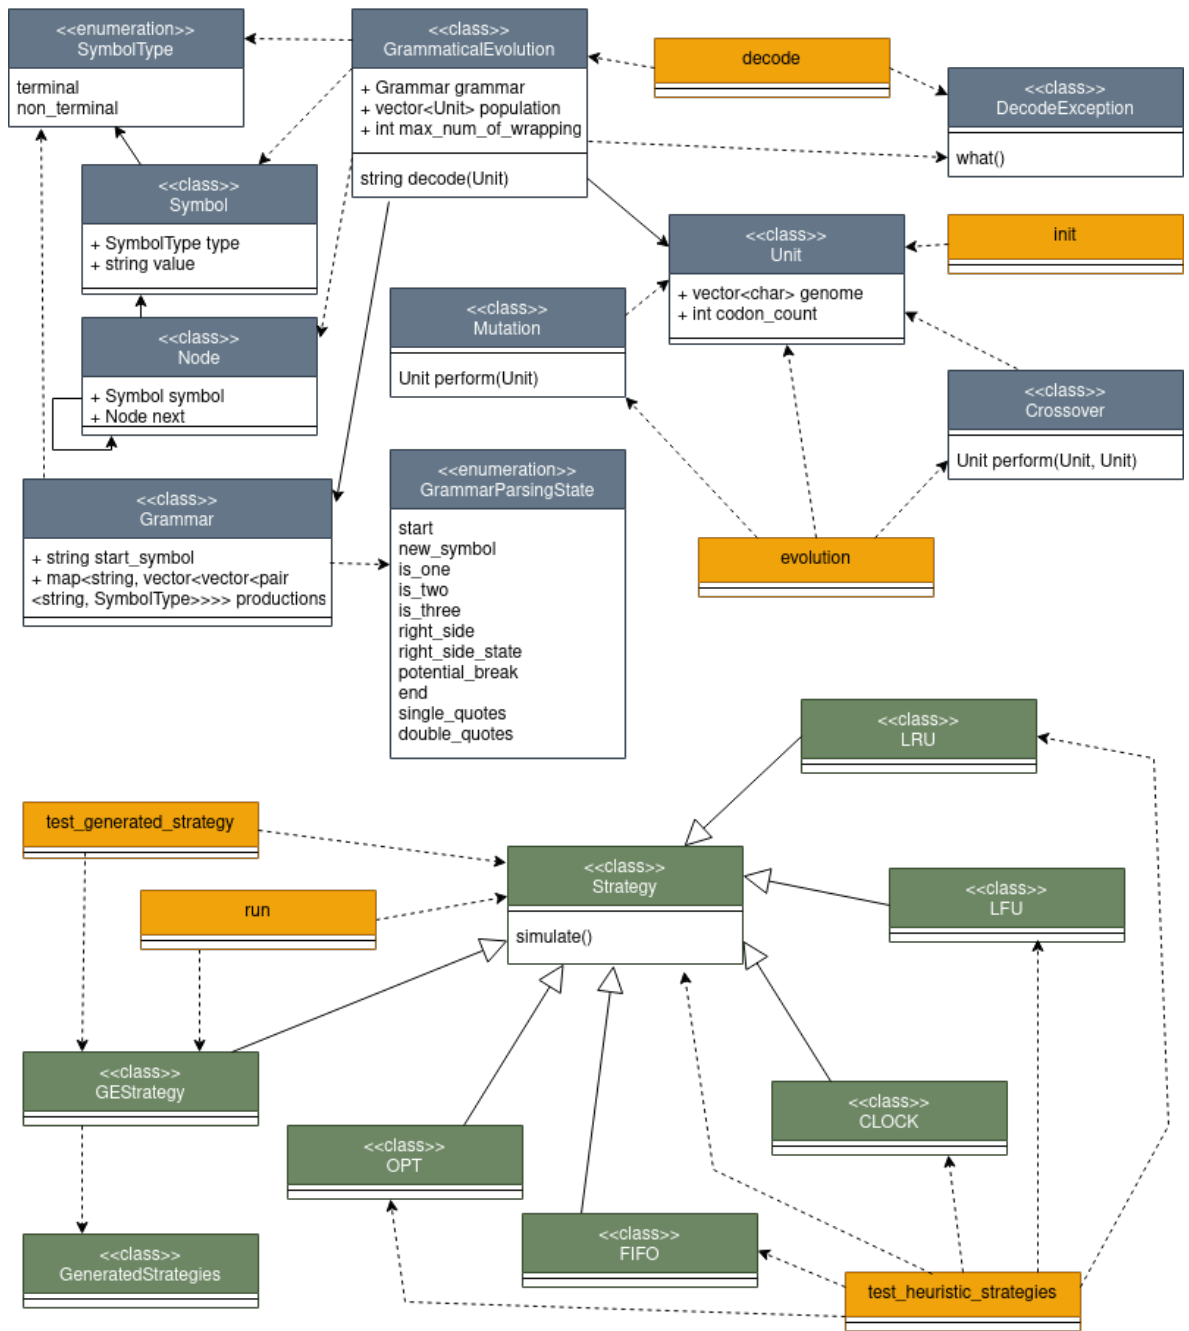 <<enumeration>>
SymbolType
terminal
non_terminal
<<class>>
GrammaticalEvolution
+ Grammar grammar
+ vector<Unit> population
+ int max_num_of_wrapping
string decode(Unit)
decode
<<class>>
DecodeException
what()
<<class>>
Symbol
+ SymbolType type
+ string value
<<class>>
Unit
+ vector<char> genome
+ int codon_count
init
<<class>>
Mutation
Unit perform(Unit)
<<class>>
Node
+ Symbol symbol
+ Node next
<<class>>
Crossover
Unit perform(Unit, Unit)
<<class>>
Grammar
+ string start_symbol
+ map<string, vector<vector<pair
<string, SymbolType>>>> productions
<<enumeration>>
GrammarParsingState
start
new_symbol
is_one
is_two
is_three
right_side
right_side_state
potential_break
end
single_quotes
double_quotes
evolution
<<class>>
LRU
test_generated_strategy
<<class>>
Strategy
simulate()
run
<<class>>
LFU
<<class>>
GEStrategy
<<class>>
CLOCK
<<class>>
OPT
<<class>>
FIFO
<<class>>
GeneratedStrategies
test_heuristic_strategies